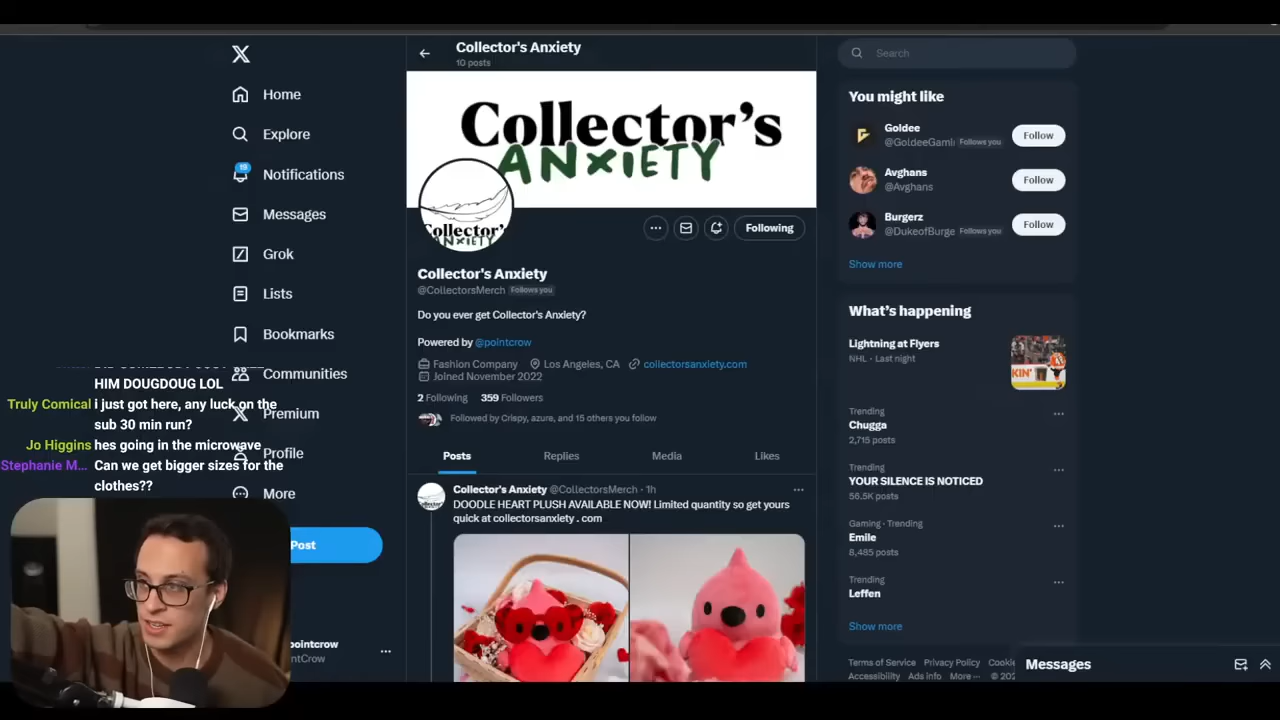 Collector's Anxiety
10 posts
Home
Explore
19
Notifications
Messages
Grok
Lists
Bookmarks
Communities
Premium
Profile
More
Post
pointcrow
HIM DOUGDOUG LOL
Truly Comical i just got here, any luck on the
sub 30 min run?
Jo Higgins hes going in the microwave
Stephanie M... Can we get bigger sizes for the
clothes??
Collector's
ANXIETY
Collector's
ANXIETY
Following
Collector's Anxiety
@CollectorsMerch Follows you
Do you ever get Collector's Anxiety?
Powered by @pointcrow
Fashion Company Los Angeles, CA collectorsanxiety.com
Joined November 2022
2 Following 359 Followers
Followed by Crispy, azure, and 15 others you follow
Posts Replies Media Likes
Collector's Anxiety @CollectorsMerch · 1h
DOODLE HEART PLUSH AVAILABLE NOW! Limited quantity so get yours
quick at collectorsanxiety . com
Search
You might like
Goldee
@GoldeeGaml Follows you
Follow
Avghans
@Avghans
Follow
Burgerz
@DukeofBurge Follows you
Follow
Show more
What's happening
Lightning at Flyers
NHL · Last night
Trending
Chugga
2,715 posts
Trending
YOUR SILENCE IS NOTICED
56.5K posts
Gaming · Trending
Emile
8,485 posts
Trending
Leffen
Show more
Terms of Service Privacy Policy Cookie
Accessibility Ads info More ··· © 202
Messages